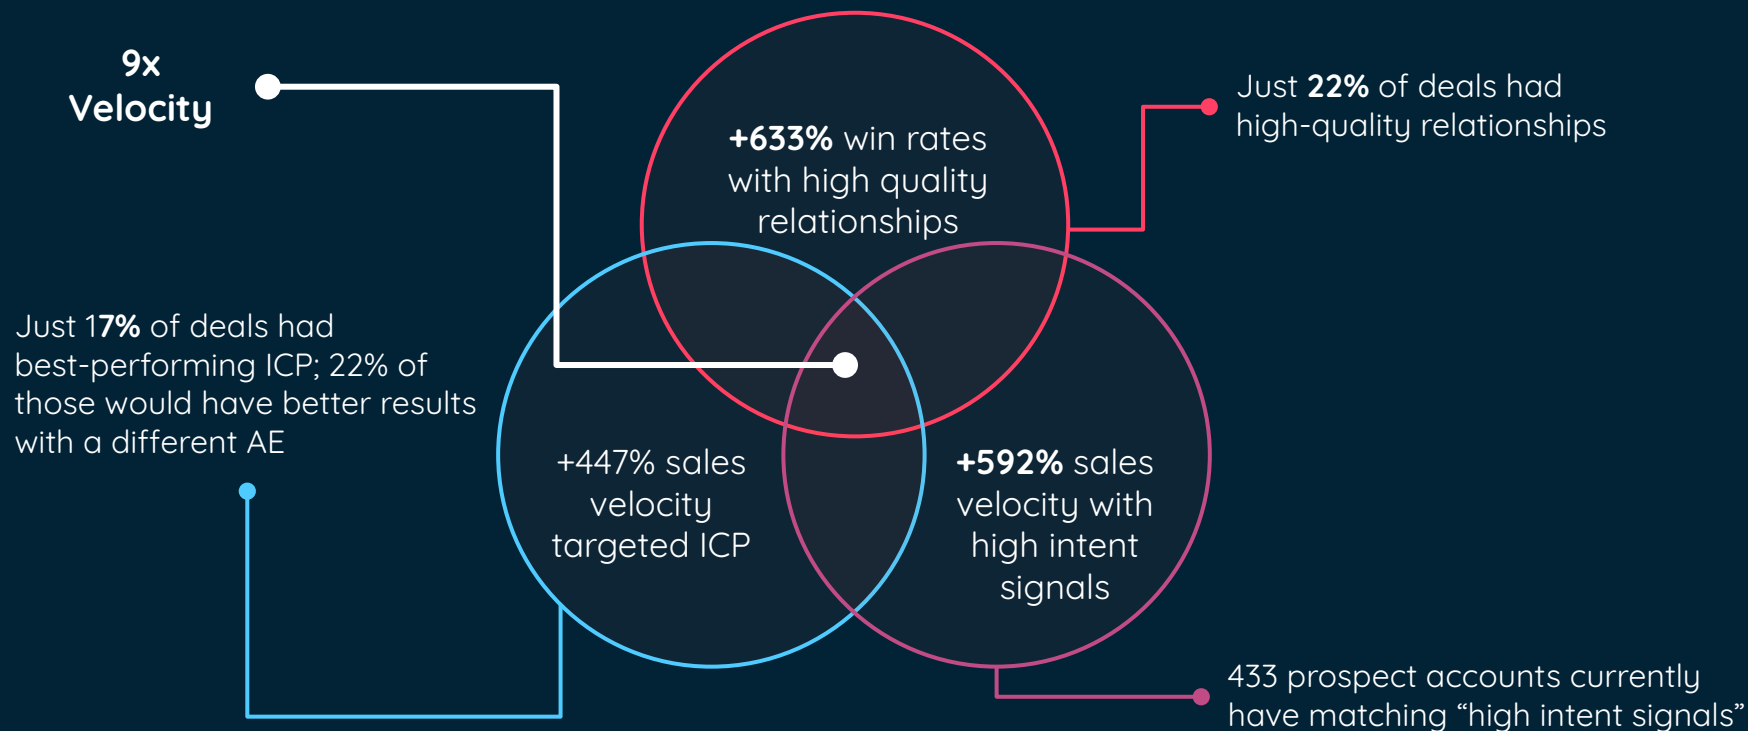 9x
Velocity
+633% win rates
with high quality
relationships
Just 22% of deals had
high-quality relationships
Just 17% of deals had
best-performing ICP; 22% of
those would have better results
with a different AE
+447% sales
velocity
targeted ICP
+592% sales
velocity with
high intent
signals
433 prospect accounts currently
have matching “high intent signals”